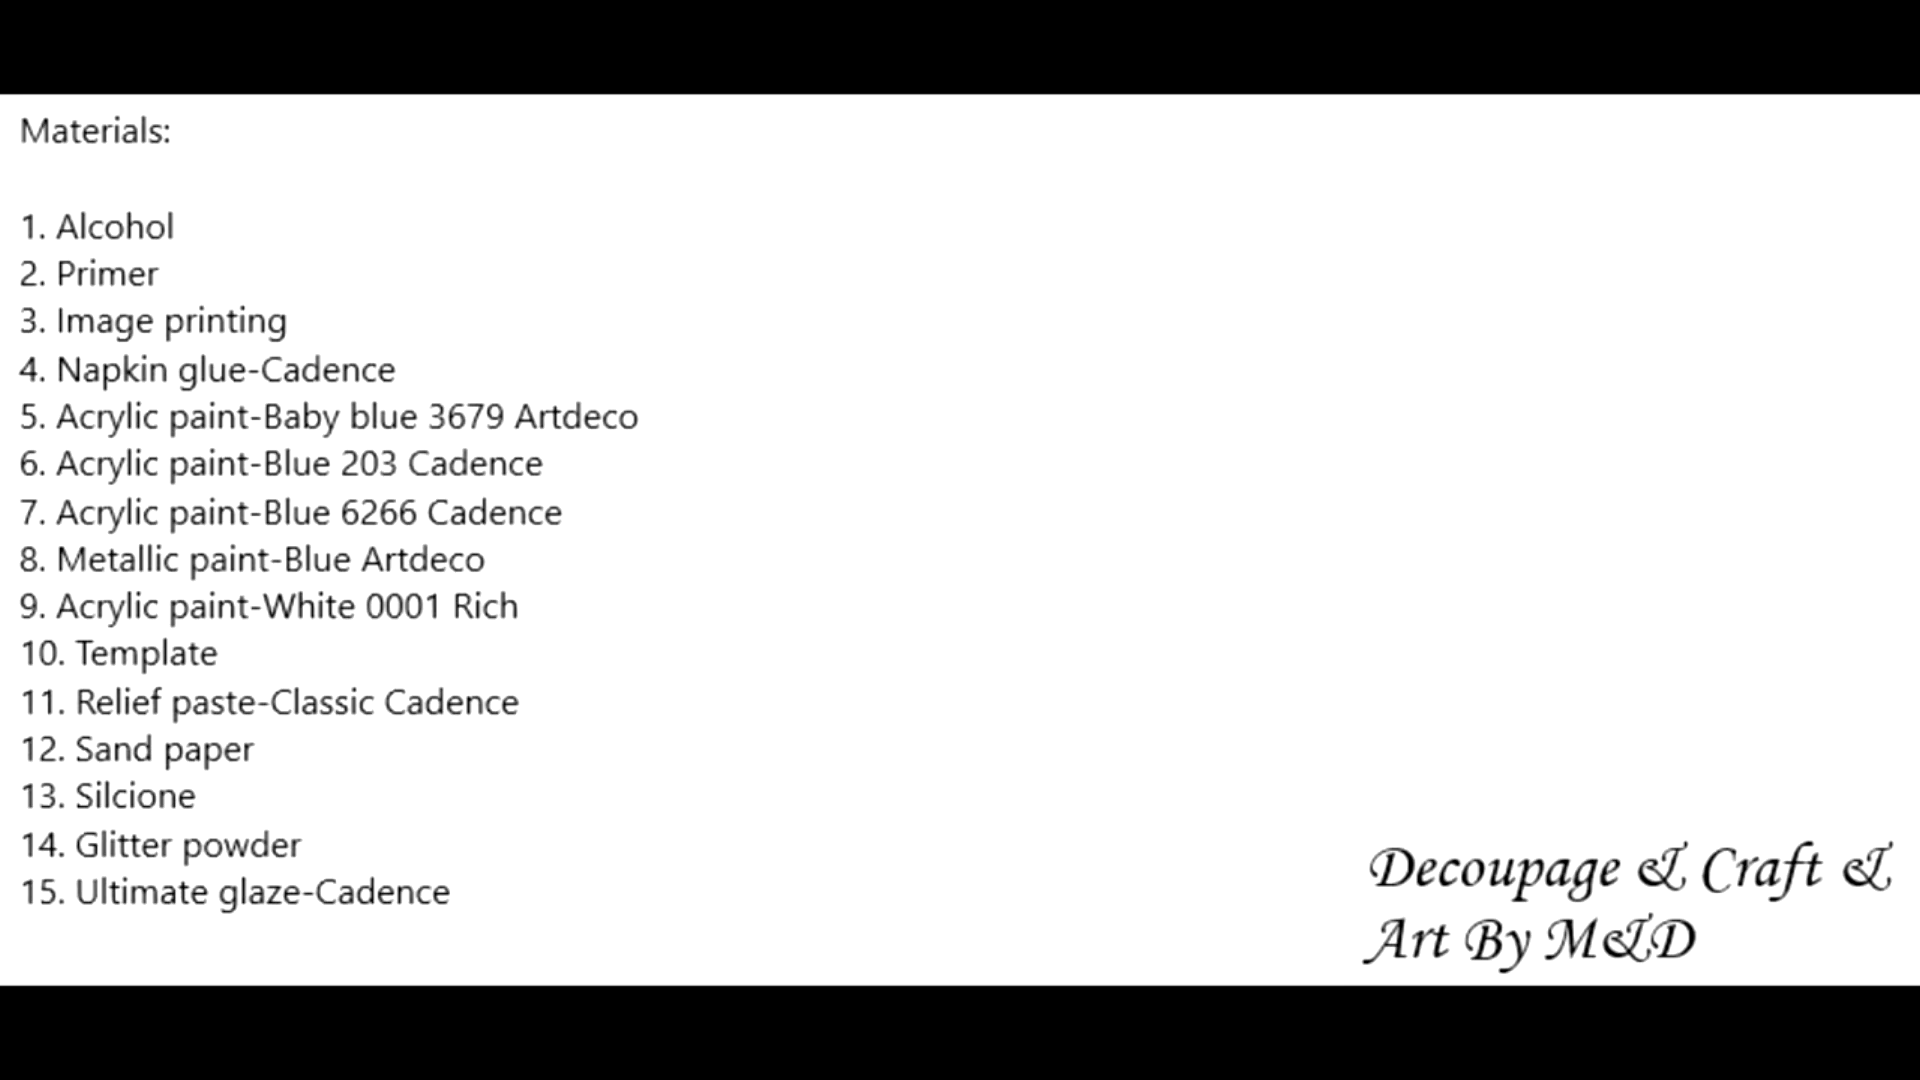 Materials:
1. Alcohol
2. Primer
3. Image printing
4. Napkin glue-Cadence
5. Acrylic paint-Baby blue 3679 Artdeco
6. Acrylic paint-Blue 203 Cadence
7. Acrylic paint-Blue 6266 Cadence
8. Metallic paint-Blue Artdeco
9. Acrylic paint-White 0001 Rich
10. Template
11. Relief paste-Classic Cadence
12. Sand paper
13. Silcione
14. Glitter powder
15. Ultimate glaze-Cadence
Decoupage & Craft &
Art By M&D